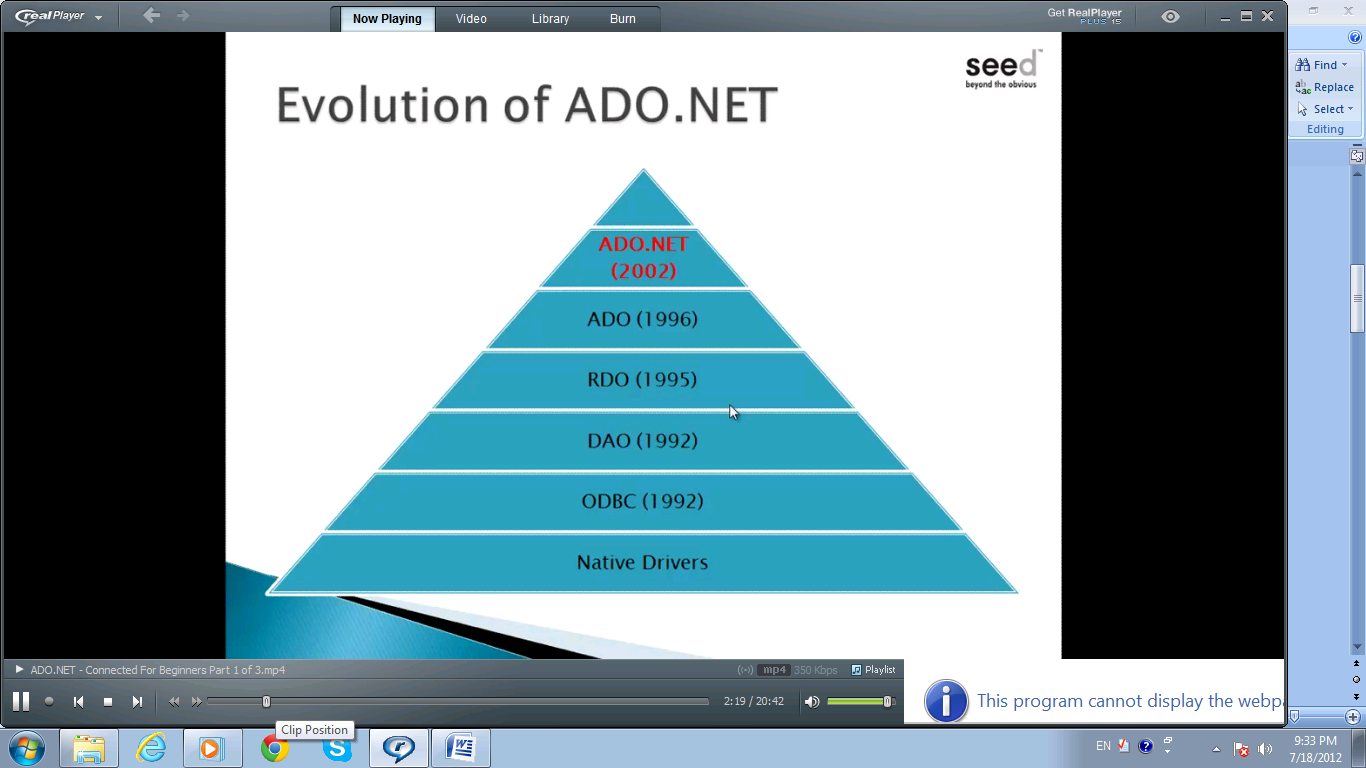 real Player
Now Playing
Video
Library
Burn
Get RealPlayer
PLUS 15
Find
Replace
Select
Editing
seed™
beyond the obvious
Evolution of ADO.NET
ADO.NET
(2002)
ADO (1996)
RDO (1995)
DAO (1992)
ODBC (1992)
Native Drivers
ADO.NET - Connected For Beginners Part 1 of 3.mp4
mp4
350 Kbps
Playlist
2:19 / 20:42
This program cannot display the webp
Clip Position
EN
9:33 PM
7/18/2012